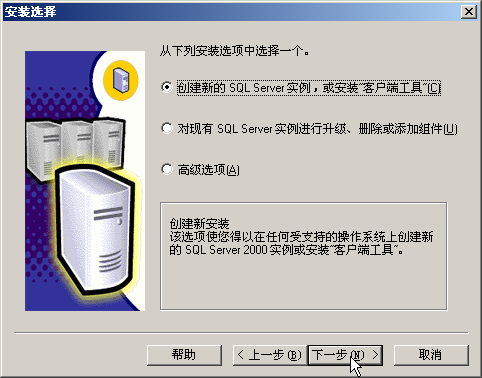 安装选择
从下列安装选项中选择一个。
创建新的 SQL Server 实例，或安装“客户端工具”(C)
对现有 SQL Server 实例进行升级、删除或添加组件(U)
高级选项(A)
创建新安装
该选项使您得以在任何受支持的操作系统上创建新
的 SQL Server 2000 实例或安装“客户端工具”。
帮助
< 上一步 (B)
下一步 (N) >
取消